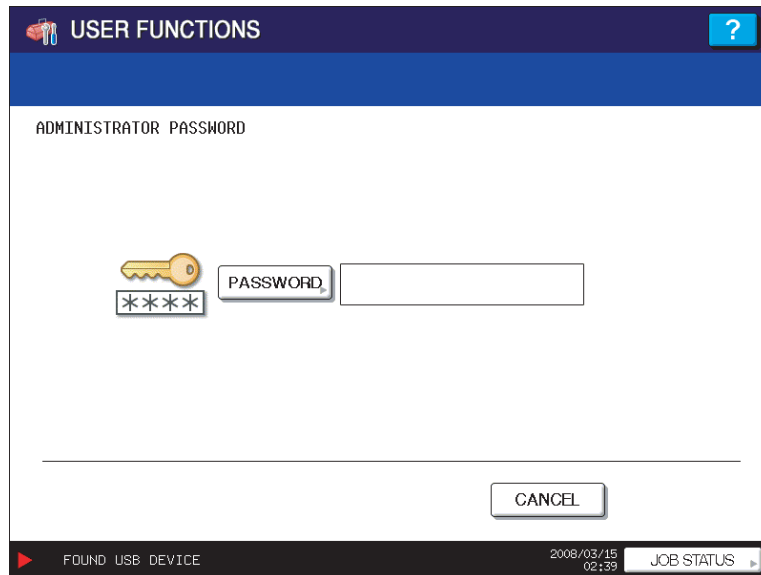 USER FUNCTIONS
?
ADMINISTRATOR PASSWORD
****
PASSWORD
CANCEL
FOUND USB DEVICE
2008/03/15
02:39
JOB STATUS